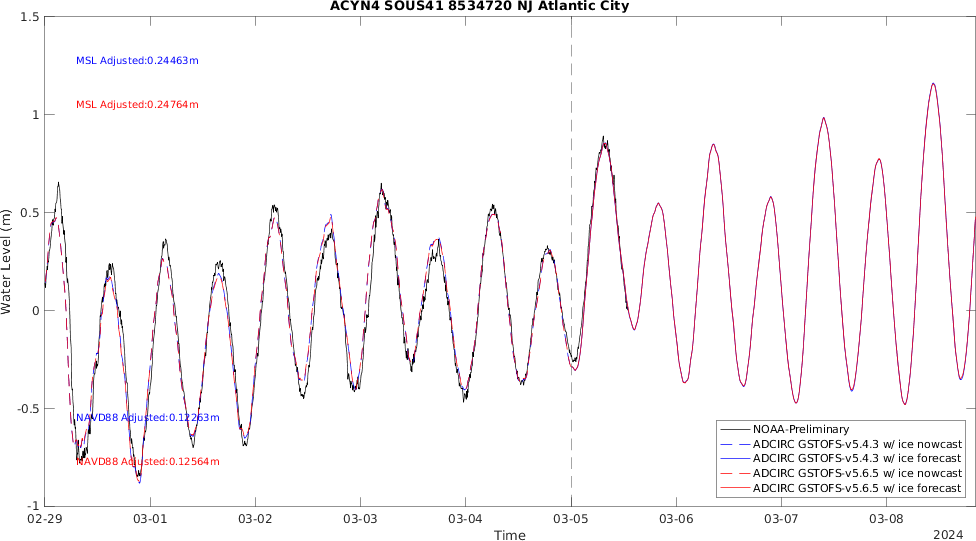 ACYN4 SOUS41 8534720 NJ Atlantic City
1.5
MSL Adjusted:0.24463m
MSL Adjusted:0.24764m
1
0.5
Water Level (m)
0
-0.5
NAVD88 Adjusted:0.12263m
NAVD88 Adjusted:0.12564m
-1
NOAA-Preliminary
ADCIRC GSTOFS-v5.4.3 w/ ice nowcast
ADCIRC GSTOFS-v5.4.3 w/ ice forecast
ADCIRC GSTOFS-v5.6.5 w/ ice nowcast
ADCIRC GSTOFS-v5.6.5 w/ ice forecast
02-29 03-01 03-02 03-03 03-04 03-05 03-06 03-07 03-08
Time
2024